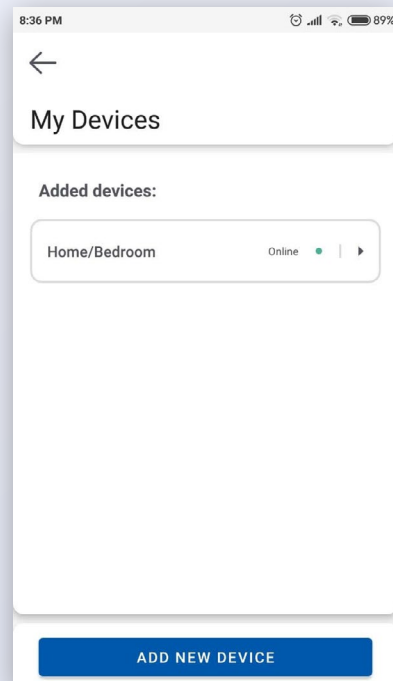 8:36 PM 89%
My Devices
Added devices:
Home/Bedroom Online
ADD NEW DEVICE